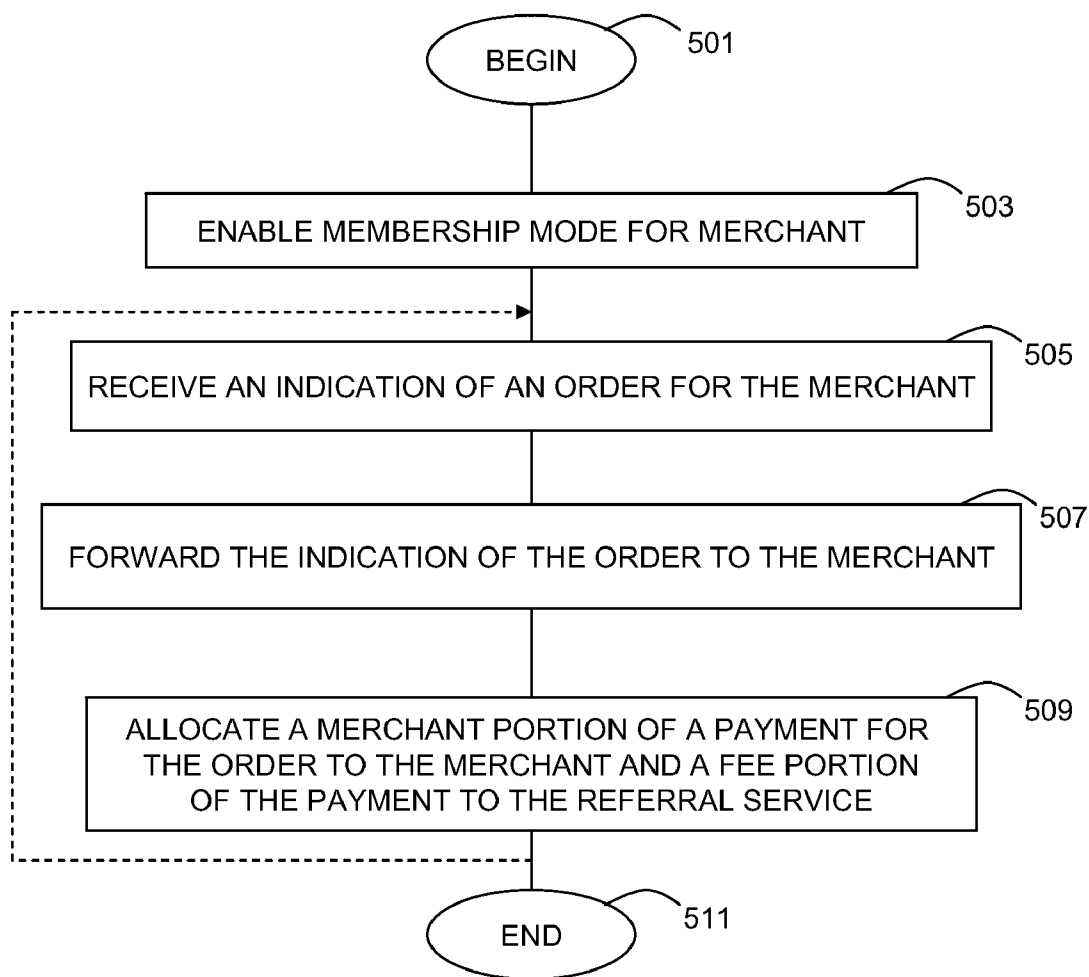 BEGIN
501
ENABLE MEMBERSHIP MODE FOR MERCHANT
503
RECEIVE AN INDICATION OF AN ORDER FOR THE MERCHANT
505
FORWARD THE INDICATION OF THE ORDER TO THE MERCHANT
507
ALLOCATE A MERCHANT PORTION OF A PAYMENT FOR
THE ORDER TO THE MERCHANT AND A FEE PORTION
OF THE PAYMENT TO THE REFERRAL SERVICE
509
END
511